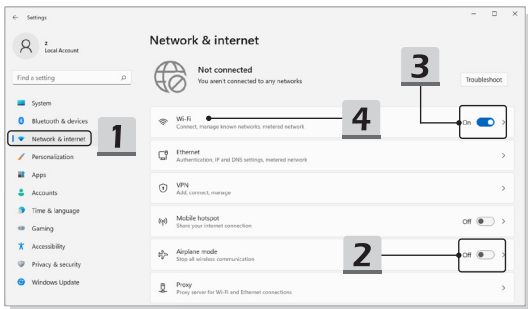 Settings
z
Local Account
Find a setting
System
Bluetooth & devices
Network & internet
Personalization
Apps
Accounts
Time & language
Gaming
Accessibility
Privacy & security
Windows Update
1
Network & internet
Not connected
You aren't connected to any networks
Troubleshoot
3
Wi-Fi
Connect, manage known networks, metered network
4
On
Ethernet
Authentication, IP and DNS settings, metered network
VPN
Add, connect, manage
Mobile hotspot
Share your internet connection
Off
Airplane mode
Stop all wireless communication
2
Off
Proxy
Proxy server for Wi-Fi and Ethernet connections